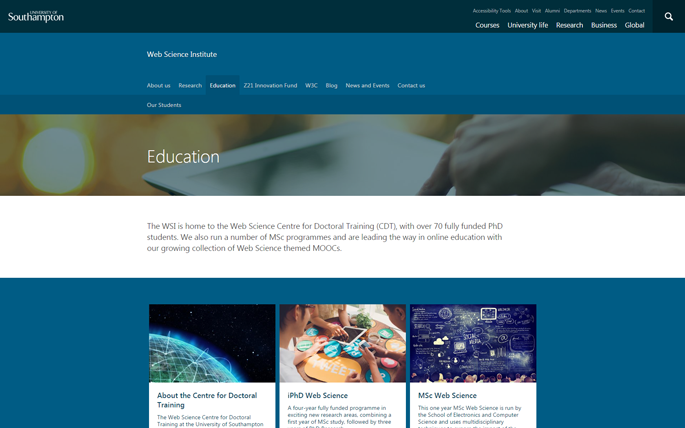 UNIVERSITY OF
Southampton
Accessibility Tools About Visit Alumni Departments News Events Contact
Courses University life Research Business Global
Web Science Institute
About us Research Education Z21 Innovation Fund W3C Blog News and Events Contact us
Our Students
Education
The WSI is home to the Web Science Centre for Doctoral Training (CDT), with over 70 fully funded PhD
students. We also run a number of MSc programmes and are leading the way in online education with
our growing collection of Web Science themed MOOCs.
TWEET
SOCIAL
MEDIA
About the Centre for Doctoral
Training
The Web Science Centre for Doctoral
Training at the University of Southampton
iPhD Web Science
A four-year fully funded programme in
exciting new research areas, combining a
first year of MSc study, followed by three
MSc Web Science
This one year MSc Web Science is run by
the School of Electronics and Computer
Science and uses multidisciplinary